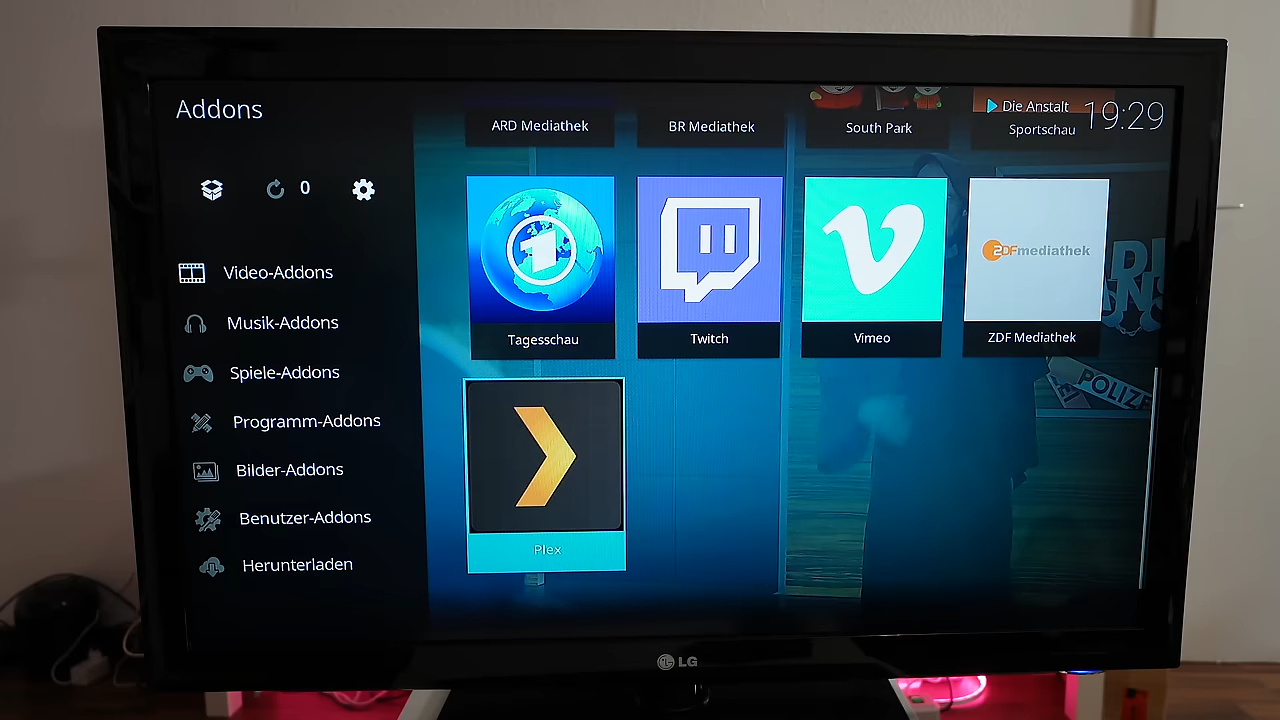 Addons
Die Anstalt
19:29
ARD Mediathek
BR Mediathek
South Park
Sportschau
0
Video-Addons
Musik-Addons
Spiele-Addons
Programm-Addons
Bilder-Addons
Benutzer-Addons
Herunterladen
1
ZDFmediathek
Tagesschau
Twitch
Vimeo
ZDF Mediathek
POLIZEI
Plex
LG